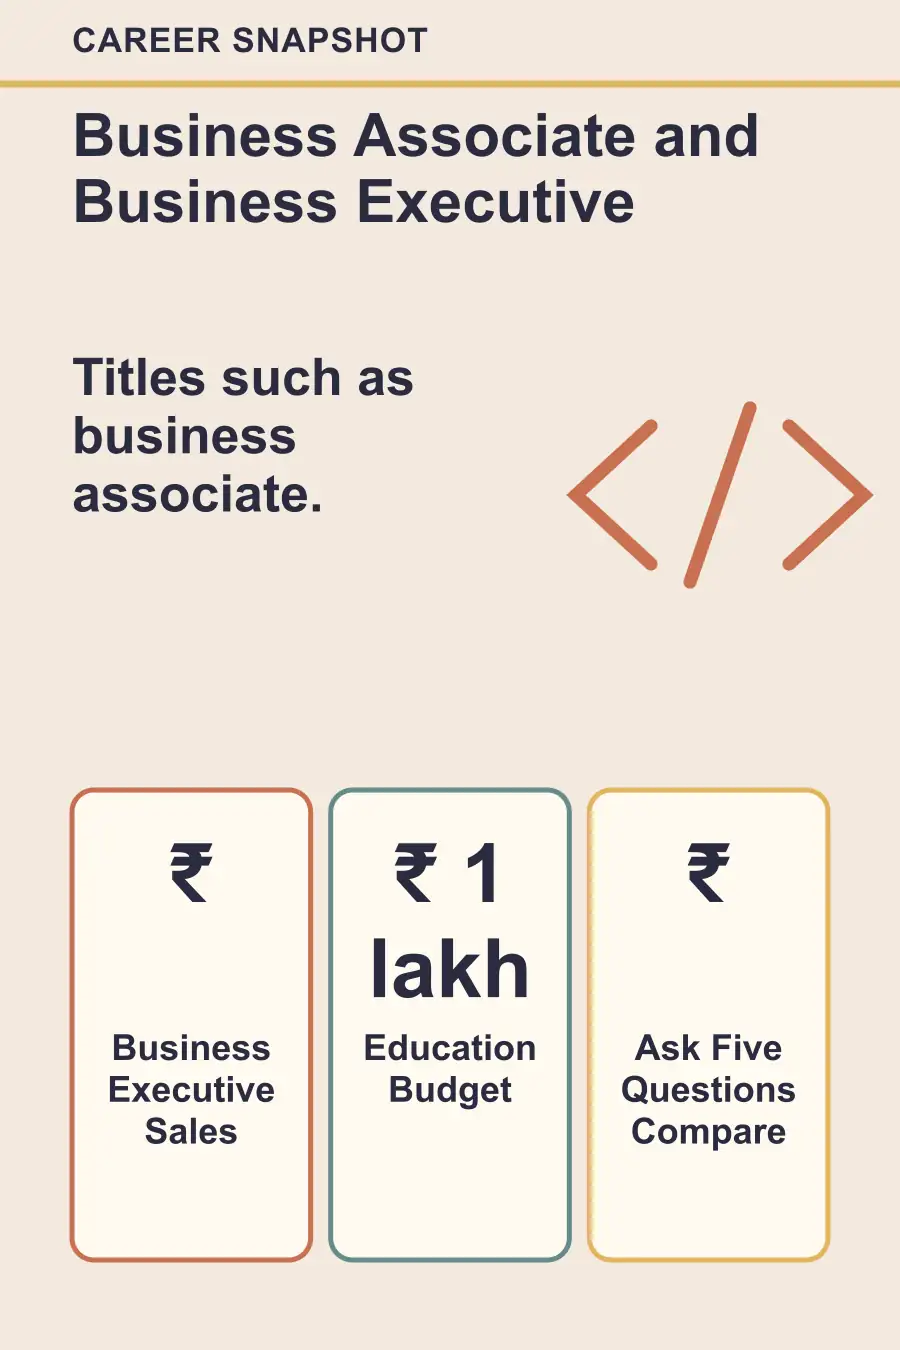 CAREER SNAPSHOT
Business Associate and
Business Executive
Titles such as
business
associate.
₹
Business
Executive
Sales
₹ 1
lakh
Education
Budget
₹
Ask Five
Questions
Compare